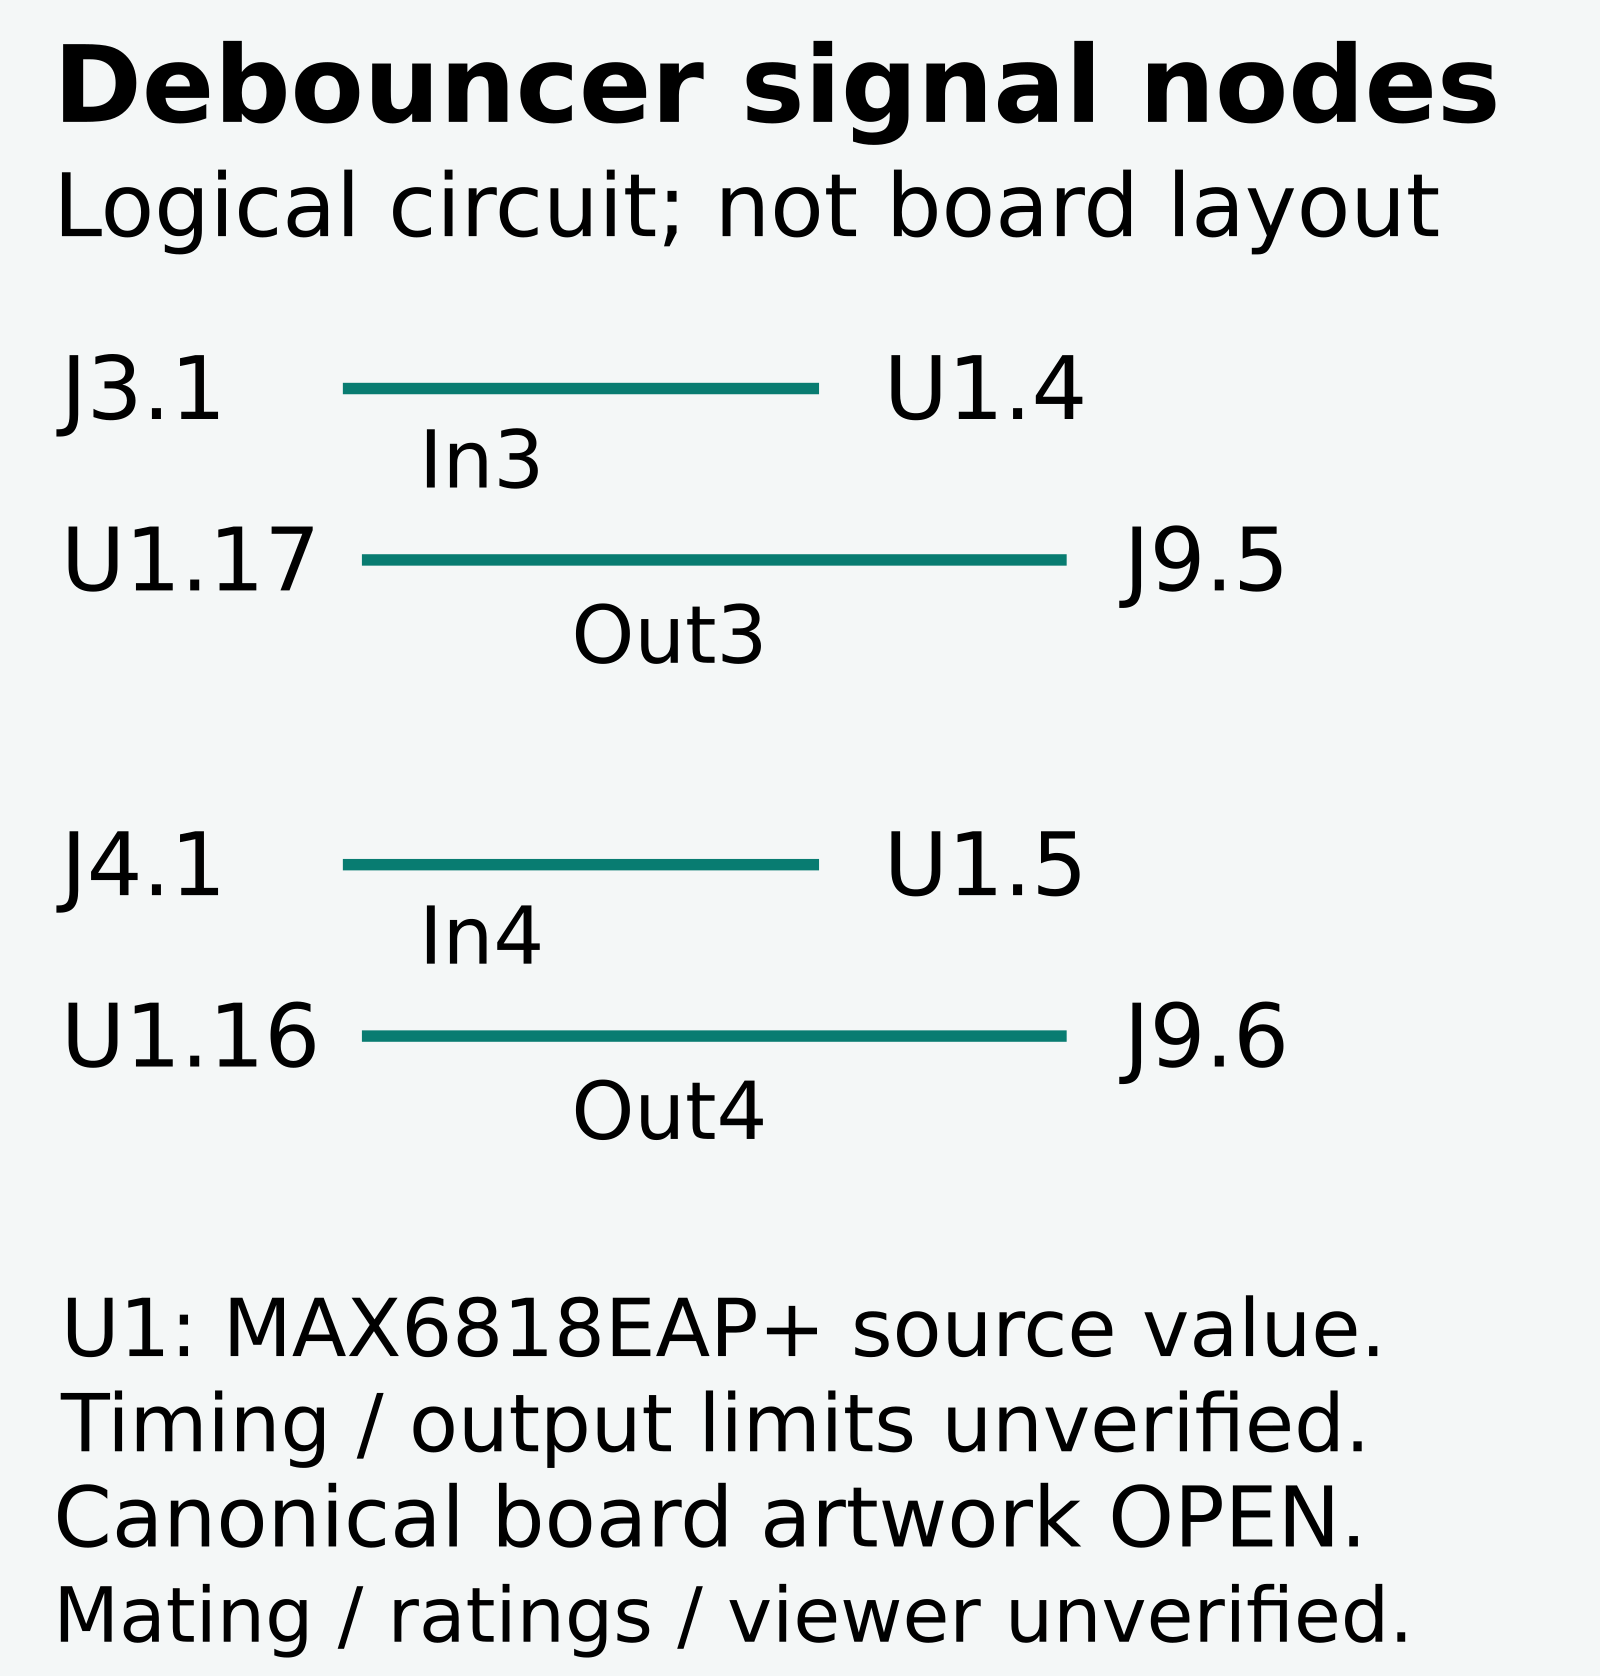 Debouncer signal nodes
Logical circuit; not board layout
J3.1 U1.4
In3
U1.17 J9.5
Out3
J4.1 U1.5
In4
U1.16 J9.6
Out4
U1: MAX6818EAP+ source value.
Timing / output limits unverified.
Canonical board artwork OPEN.
Mating / ratings / viewer unverified.